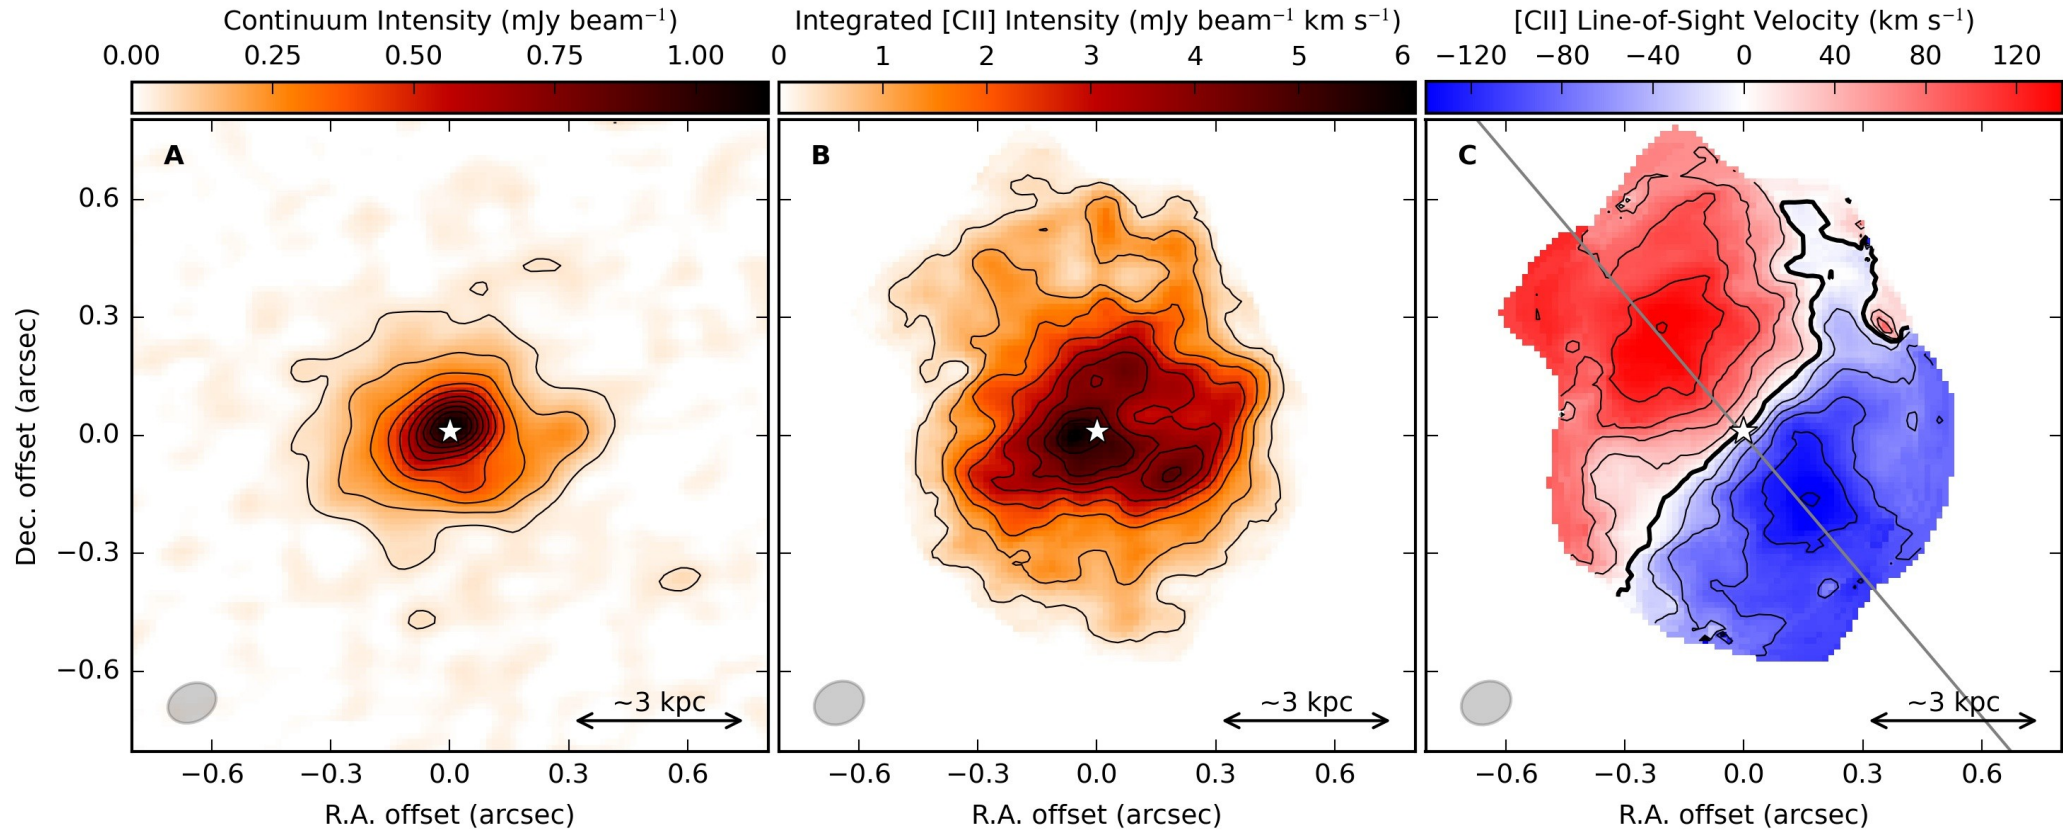 Continuum Intensity (mJy beam⁻¹)
0.00 0.25 0.50 0.75 1.00
Integrated [CII] Intensity (mJy beam⁻¹ km s⁻¹)
0 1 2 3 4 5 6
[CII] Line-of-Sight Velocity (km s⁻¹)
−120 −80 −40 0 40 80 120
A
B
C
Dec. offset (arcsec)
0.6
0.3
0.0
−0.3
−0.6
~3 kpc
~3 kpc
~3 kpc
−0.6 −0.3 0.0 0.3 0.6
−0.6 −0.3 0.0 0.3 0.6
−0.6 −0.3 0.0 0.3 0.6
R.A. offset (arcsec)
R.A. offset (arcsec)
R.A. offset (arcsec)